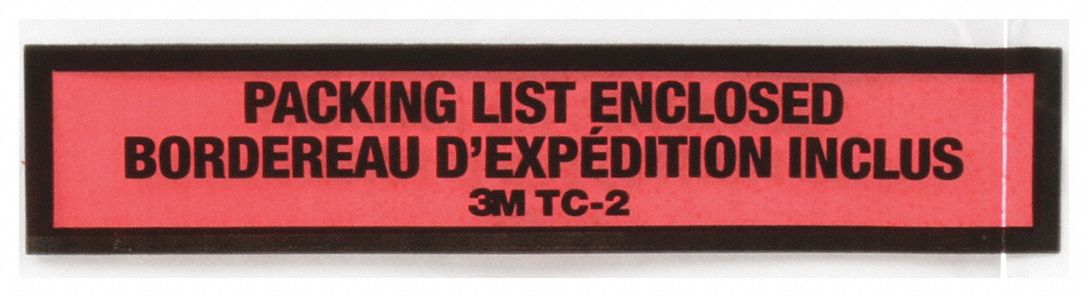 PACKING LIST ENCLOSED
BORDEREAU D'EXPÉDITION INCLUS
3M TC-2